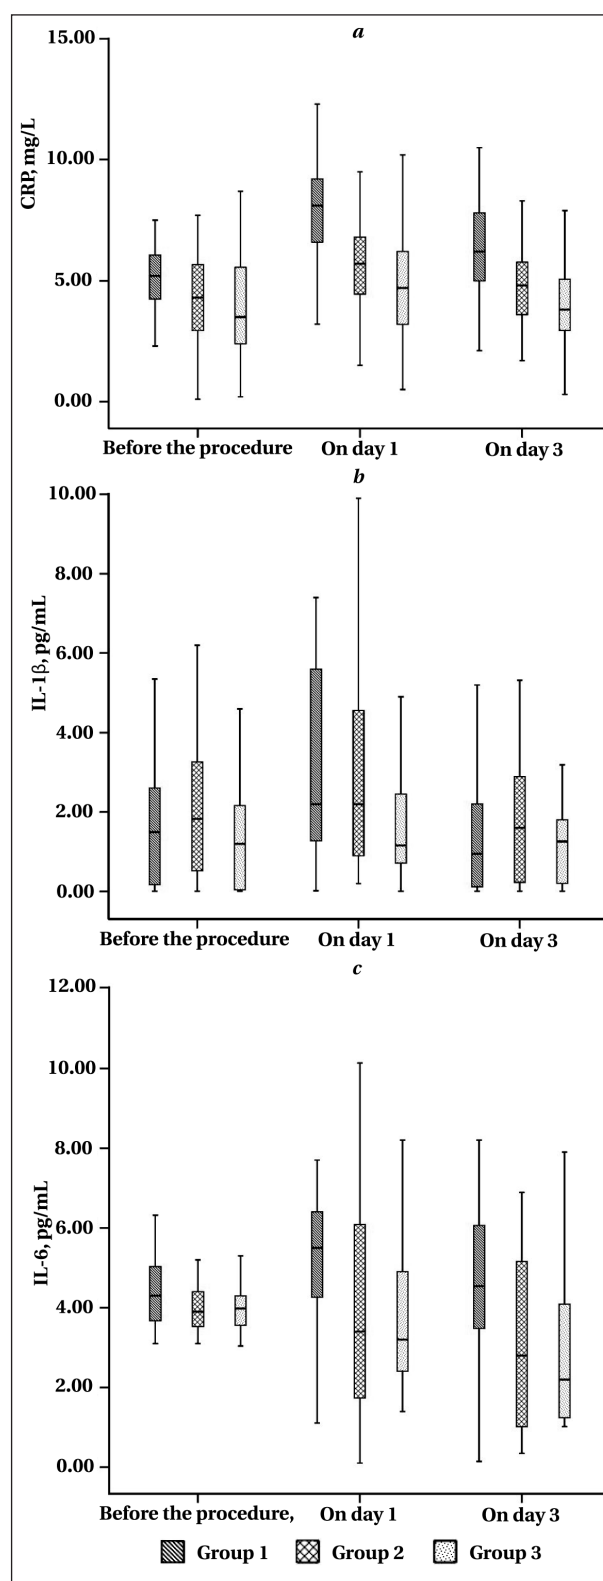 a
15.00
10.00
5.00
0.00
CRP, mg/L
Before the procedure On day 1 On day 3
b
10.00
8.00
6.00
4.00
2.00
0.00
IL-1β, pg/mL
Before the procedure On day 1 On day 3
c
12.00
10.00
8.00
6.00
4.00
2.00
0.00
IL-6, pg/mL
Before the procedure, On day 1 On day 3
Group 1 Group 2 Group 3